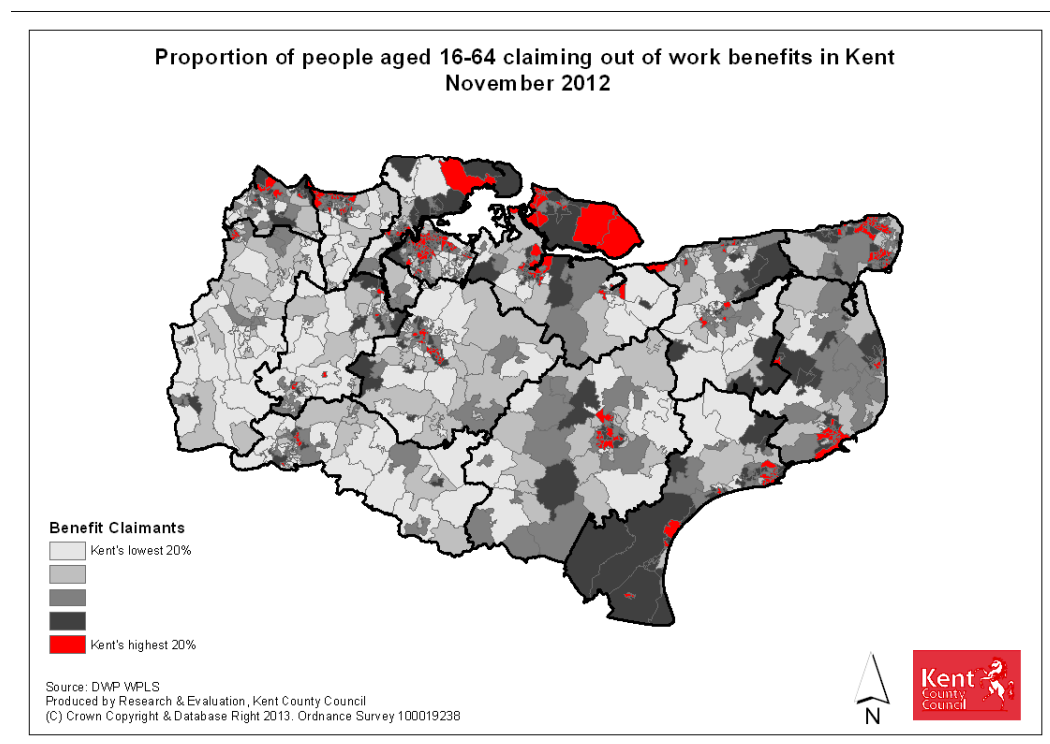 Proportion of people aged 16-64 claiming out of work benefits in Kent
November 2012
Benefit Claimants
Kent's lowest 20%
Kent's highest 20%
Source: DWP WPLS
Produced by Research & Evaluation, Kent County Council
(C) Crown Copyright & Database Right 2013. Ordnance Survey 100019238
N
Kent
County
Council